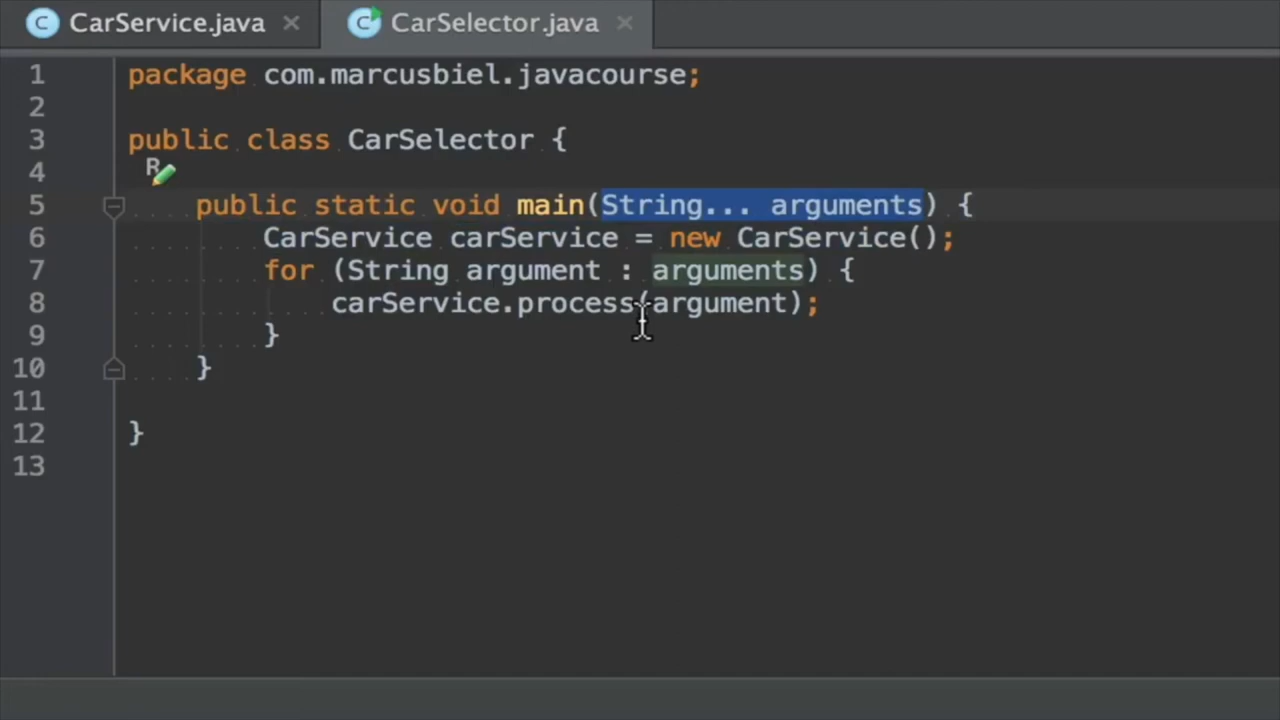 C CarService.java × C CarSelector.java ×
1 package com.marcusbiel.javacourse;
2
3 public class CarSelector {
4 R
5 public static void main(String... arguments) {
6 CarService carService = new CarService();
7 for (String argument : arguments) {
8 carService.process(argument);
9 }
10 }
11
12 }
13